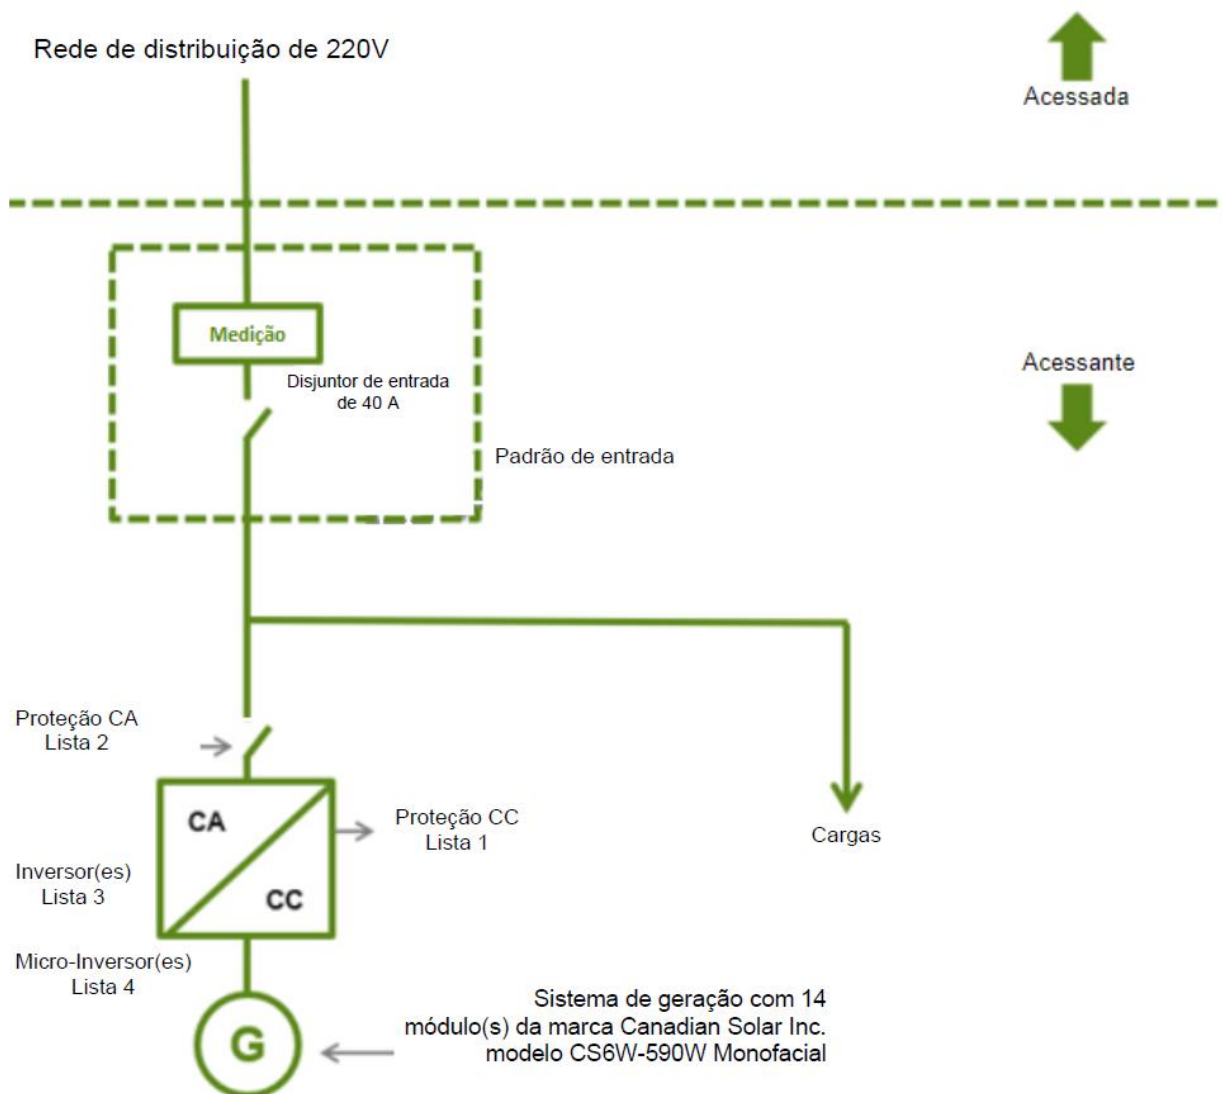 Rede de distribuição de 220V
Acessada
Medição
Disjuntor de entrada
de 40 A
Acessante
Padrão de entrada
Proteção CA
Lista 2
CA
CC
Proteção CC
Lista 1
Cargas
Inversor(es)
Lista 3
Micro-Inversor(es)
Lista 4
G
Sistema de geração com 14
módulo(s) da marca Canadian Solar Inc.
modelo CS6W-590W Monofacial